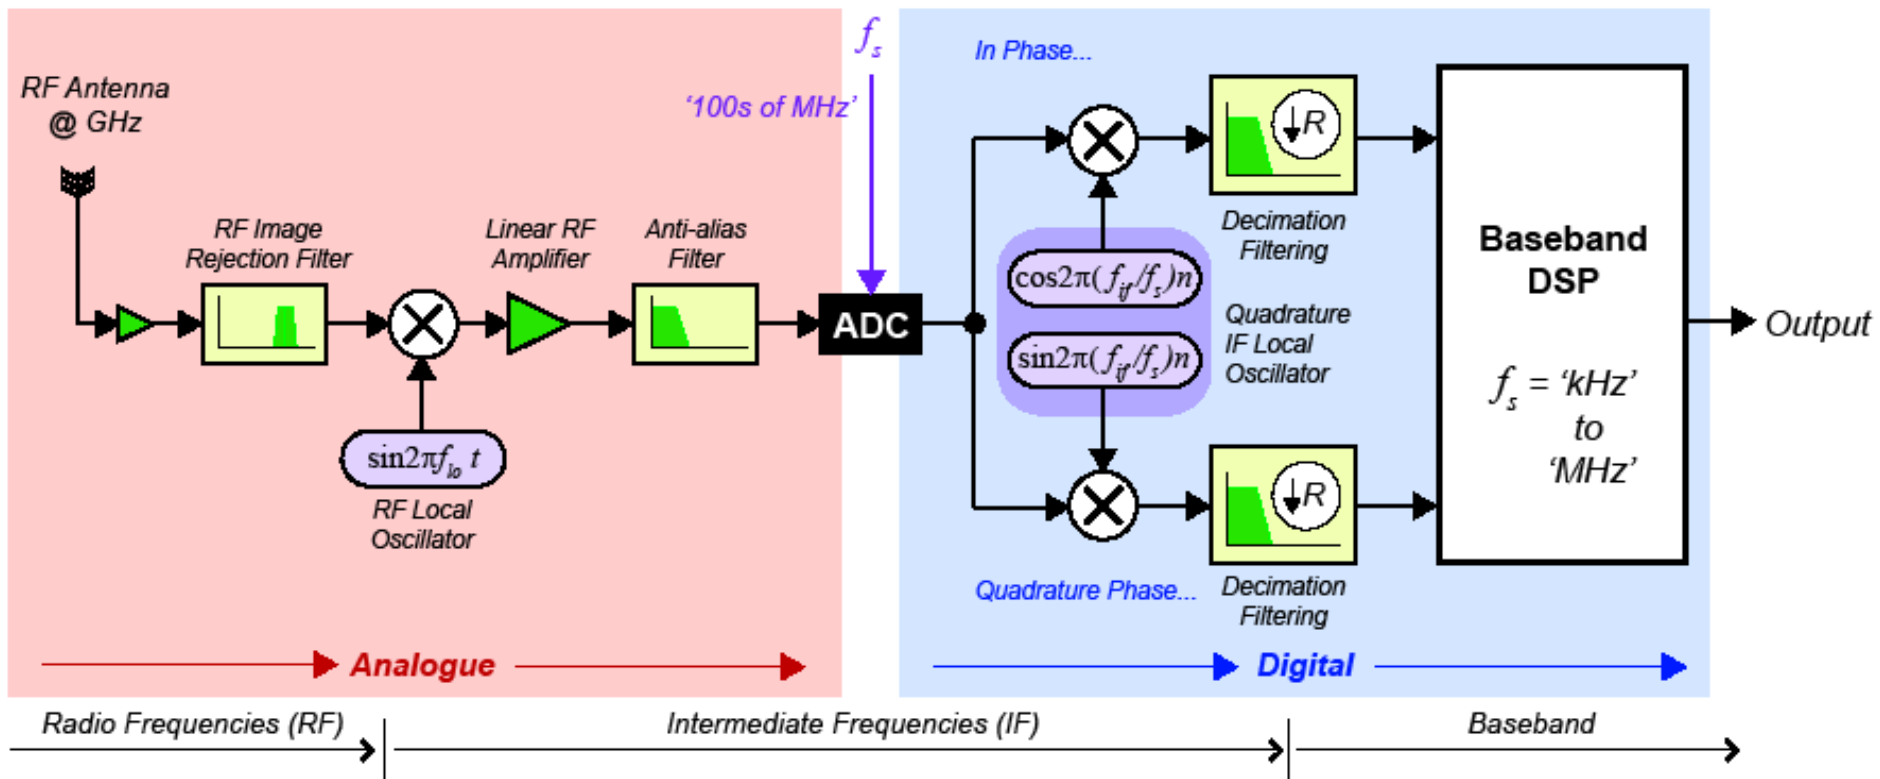 RF Antenna
@ GHz
RF Image
Rejection Filter
sin2πf_lo t
RF Local
Oscillator
Linear RF
Amplifier
Anti-alias
Filter
f_s
‘100s of MHz’
ADC
In Phase...
↓R
Decimation
Filtering
cos2π(f_if/f_s)n
sin2π(f_if/f_s)n
Quadrature
IF Local
Oscillator
Quadrature Phase...
↓R
Decimation
Filtering
Baseband
DSP
f_s = ‘kHz’
to
‘MHz’
Output
Analogue
Digital
Radio Frequencies (RF)
Intermediate Frequencies (IF)
Baseband